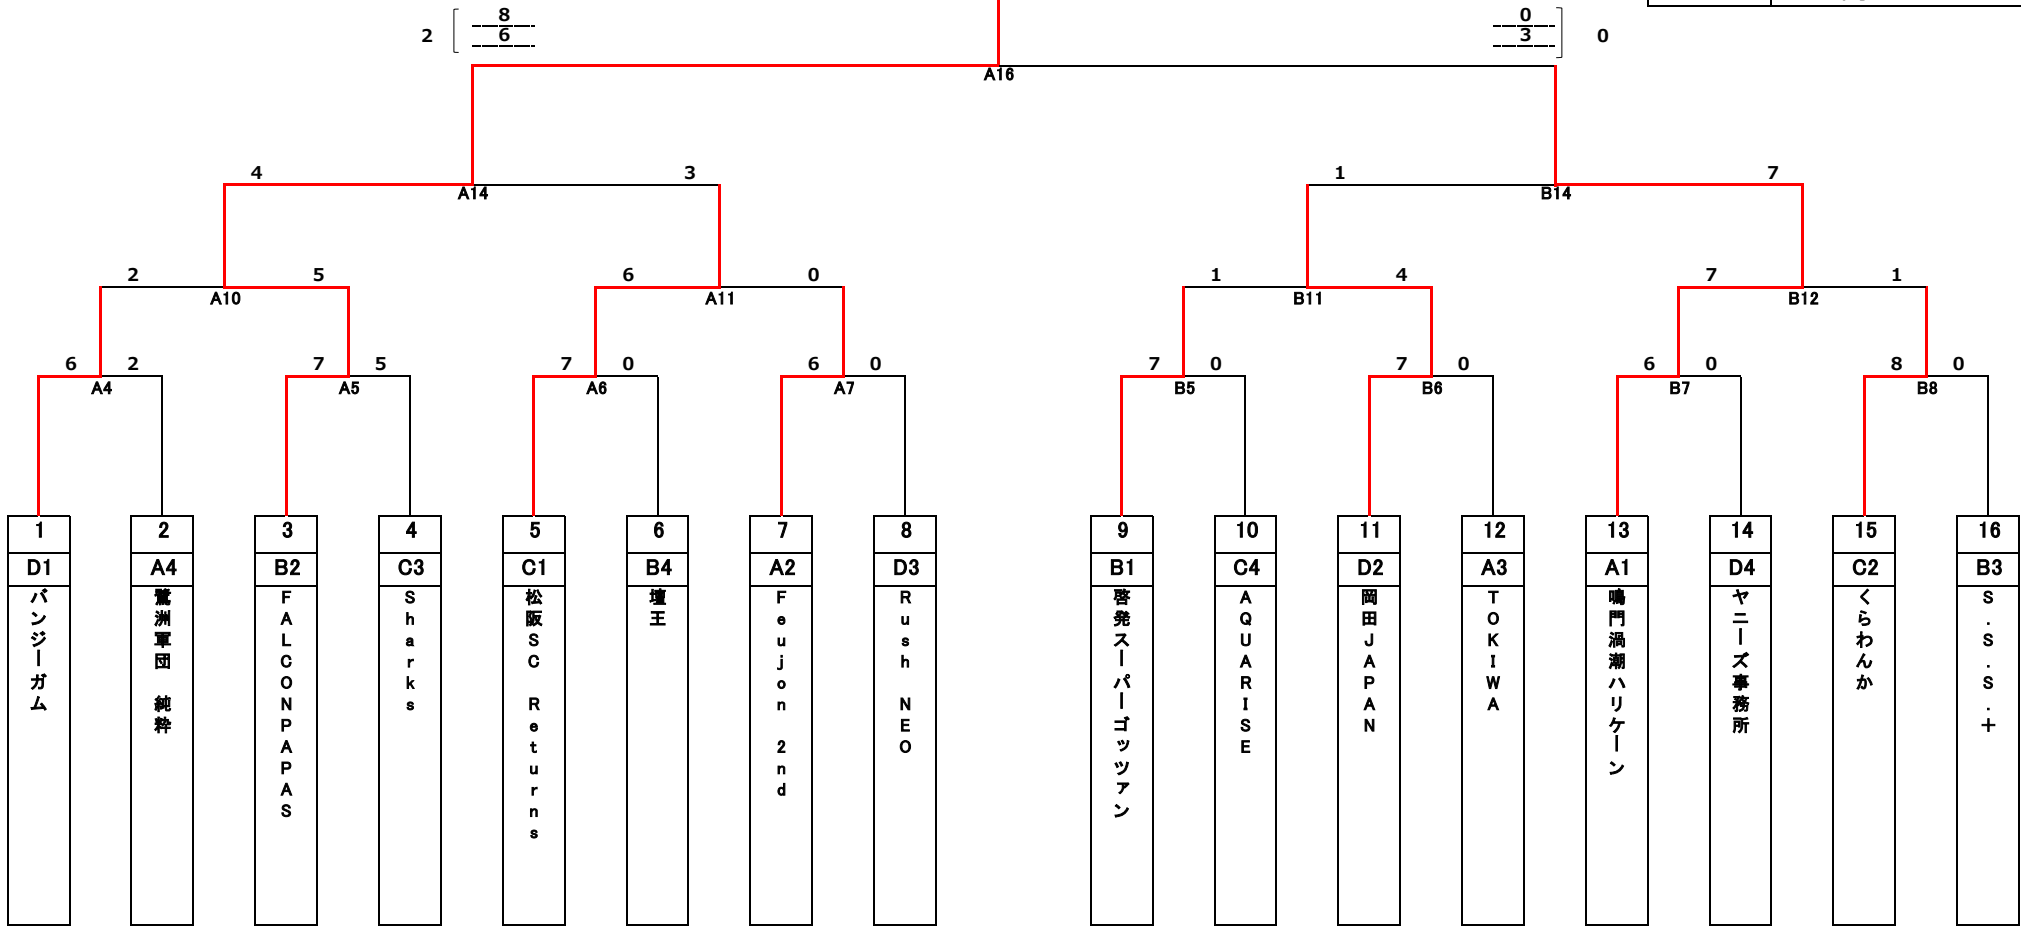 8 0
2 6 3 0
A16
4 3 1 7
A14 B14
2 5 6 0 1 4 7 1
A10 A11 B11 B12
6 2 7 5 7 0 6 0 7 0 7 0 6 0 8 0
A4 A5 A6 A7 B5 B6 B7 B8
1 2 3 4 5 6 7 8 9 10 11 12 13 14 15 16
D1 A4 B2 C3 C1 B4 A2 D3 B1 C4 D2 A3 A1 D4 C2 B3
バンジーガム
鷺洲軍団 純粋
FALCONPAPAS
Sharks
松阪SC Returns
壇王
Feujon 2nd
Rush NEO
啓発スーパーゴッツァン
AQUARISE
岡田JAPAN
TOKIWA
鳴門渦潮ハリケーン
ヤニーズ事務所
くらわんか
S.S.S.+